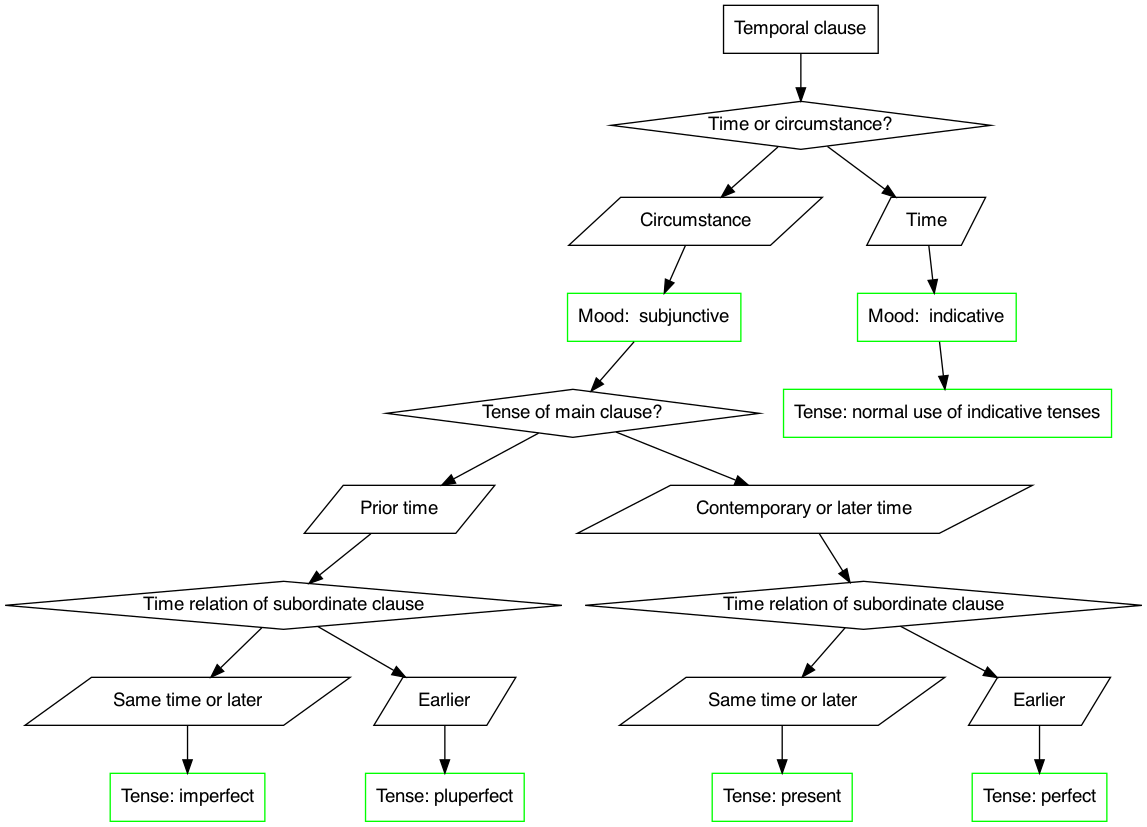 Temporal clause
Time or circumstance?
Circumstance
Time
Mood:  subjunctive
Mood:  indicative
Tense of main clause?
Tense: normal use of indicative tenses
Prior time
Contemporary or later time
Time relation of subordinate clause
Time relation of subordinate clause
Same time or later
Earlier
Same time or later
Earlier
Tense: imperfect
Tense: pluperfect
Tense: present
Tense: perfect